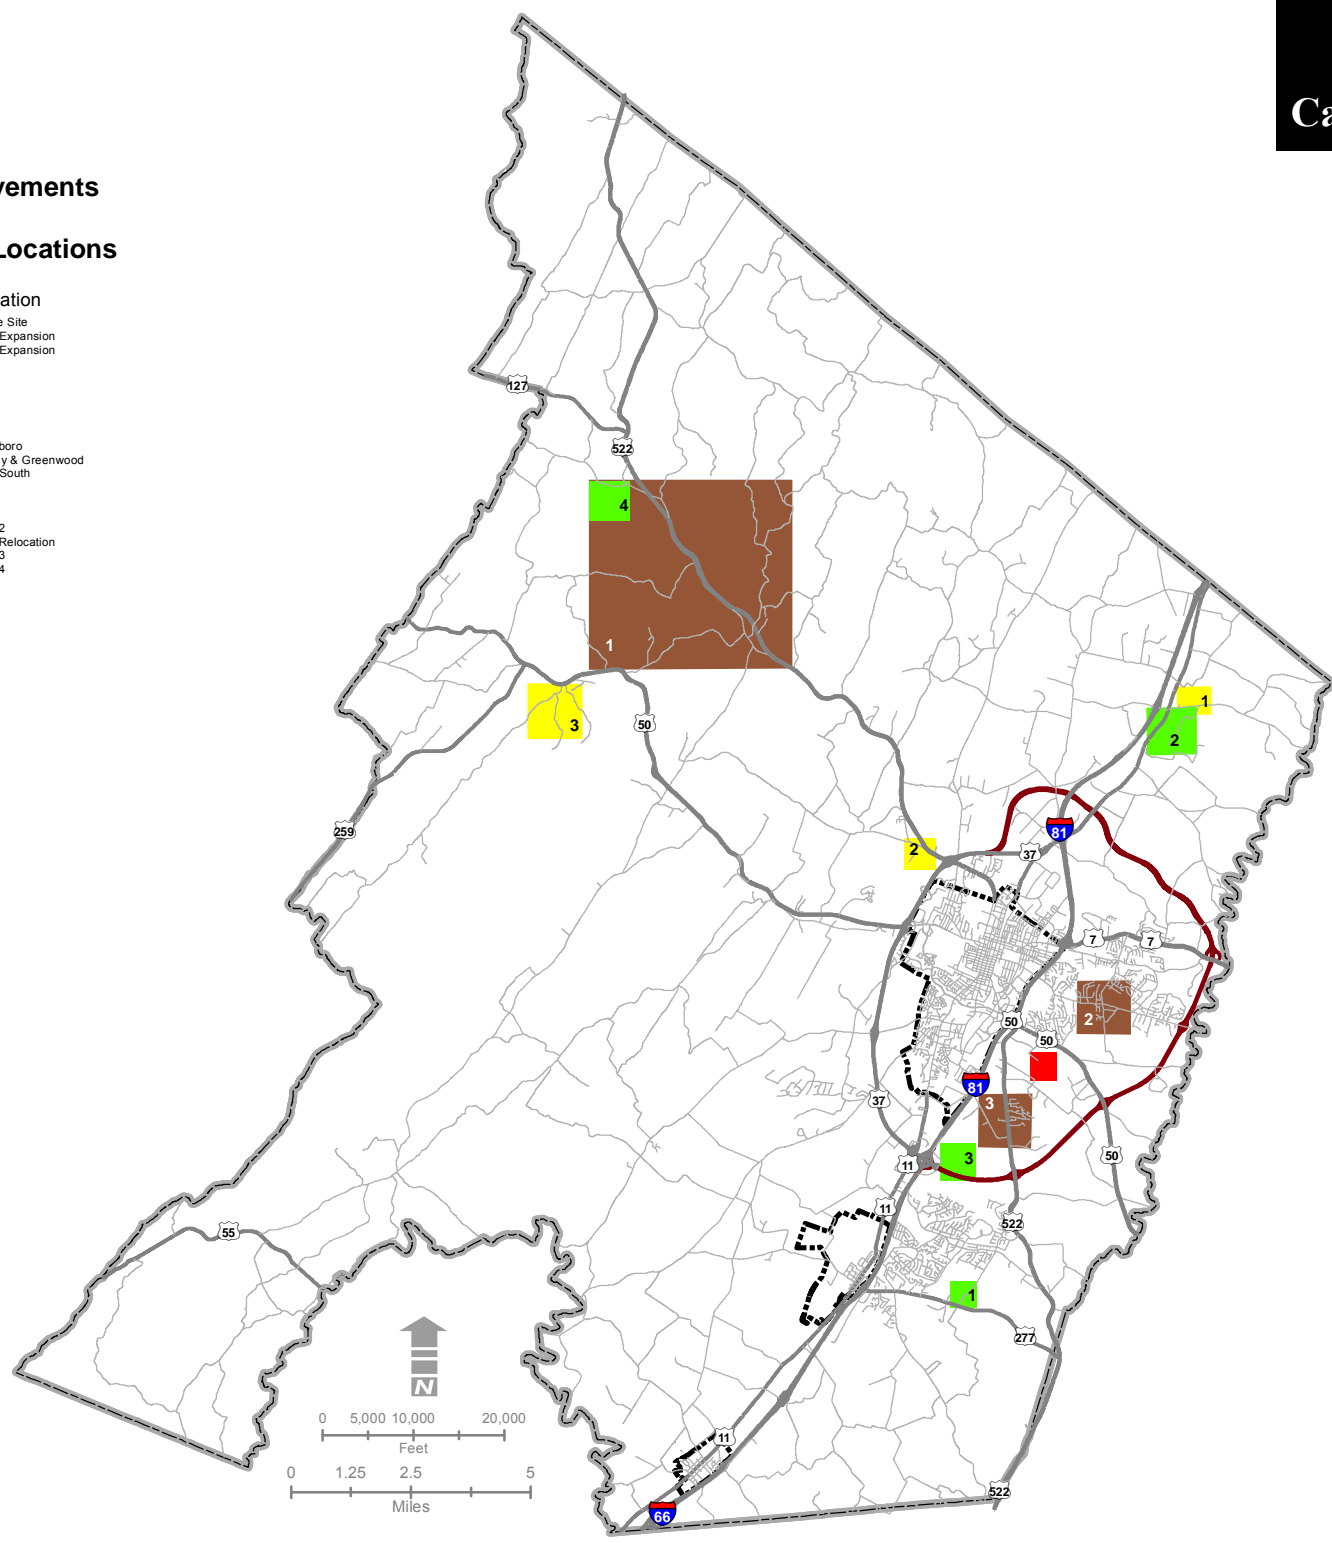 Ca
vements
Locations
ation
e Site
Expansion
Expansion
boro
y & Greenwood
South
2
Relocation
3
4
127
522
4
1
3
50
259
1
2
2
81
37
7
7
2
50
50
81
3
37
3
11
50
11
522
55
1
277
N
0 5,000 10,000 20,000
Feet
0 1.25 2.5 5
Miles
11
522
66